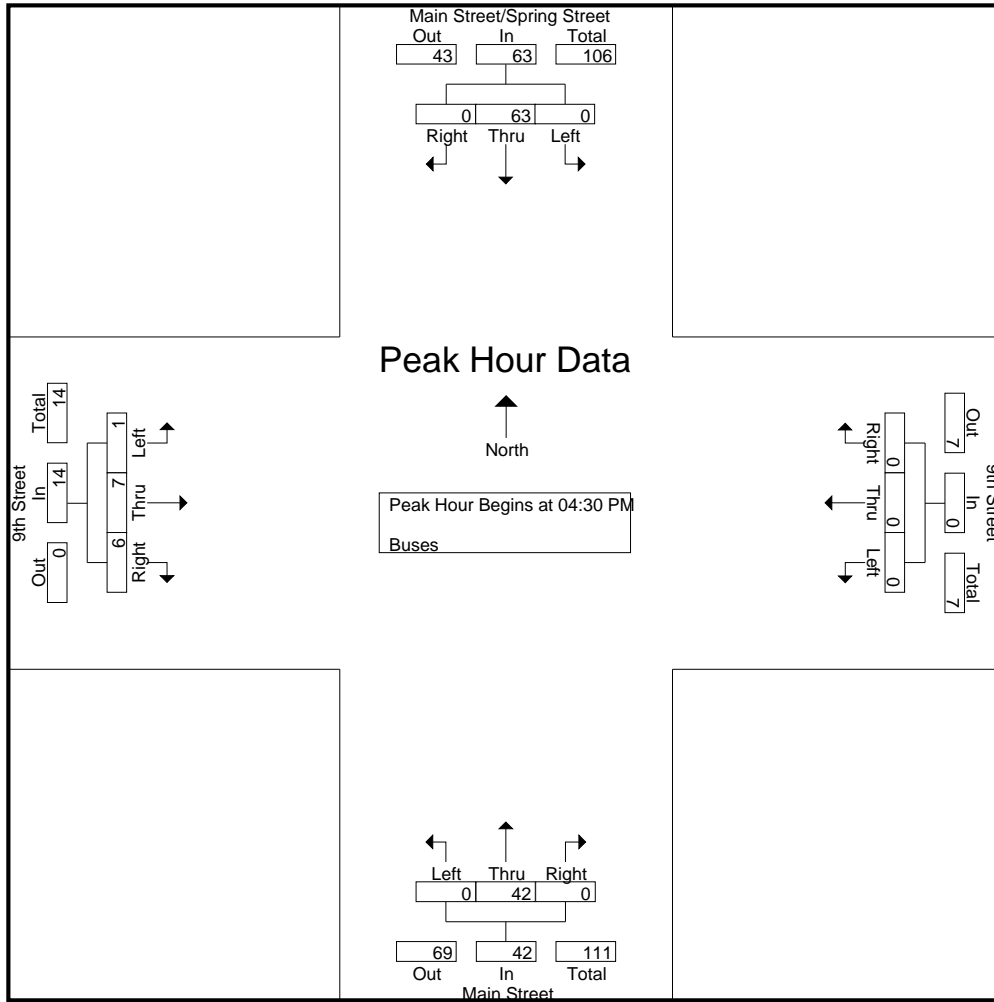 Main Street/Spring Street
Out In Total
43 63 106
0 63 0
Right Thru Left
Peak Hour Data
North
Peak Hour Begins at 04:30 PM
Buses
9th Street
Out In Total
0 14 14
6 7 1
Right Thru Left
9th Street
Out In Total
7 0 7
0 0 0
Right Thru Left
Left Thru Right
0 42 0
69 42 111
Out In Total
Main Street